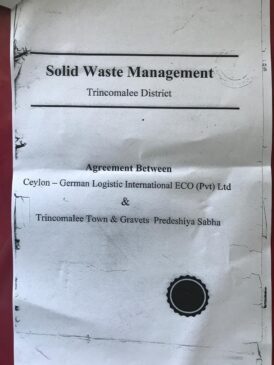 Solid Waste Management
Trincomalee District
Agreement Between
Ceylon – German Logistic International ECO (Pvt) Ltd
&
Trincomalee Town & Gravets Predeshiya Sabha